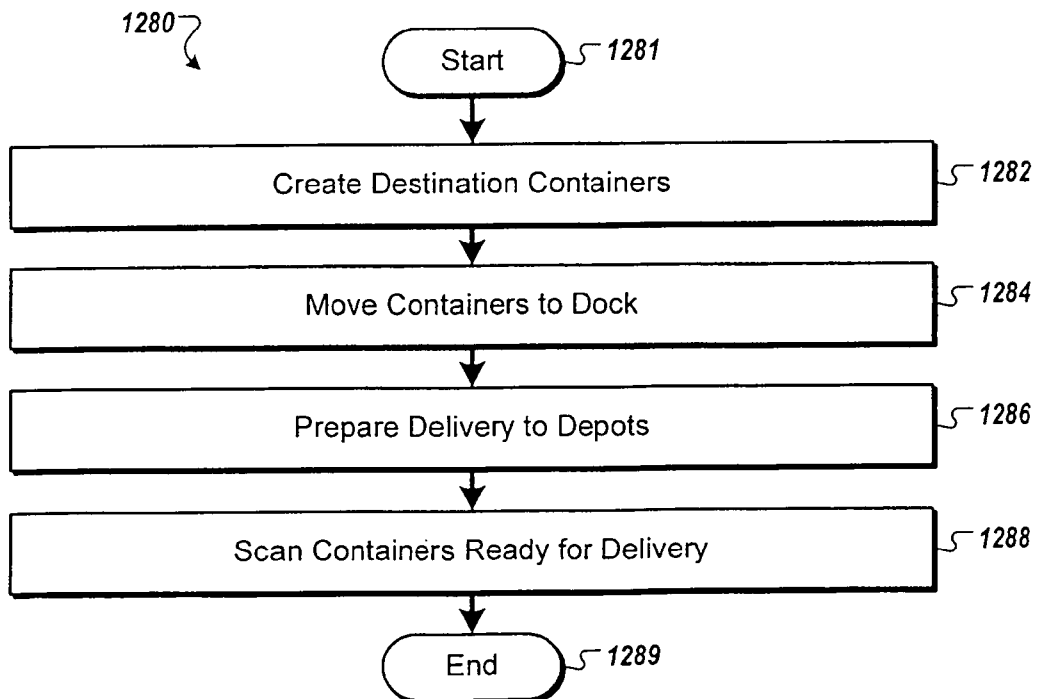 1280
Start
1281
Create Destination Containers
1282
Move Containers to Dock
1284
Prepare Delivery to Depots
1286
Scan Containers Ready for Delivery
1288
End
1289